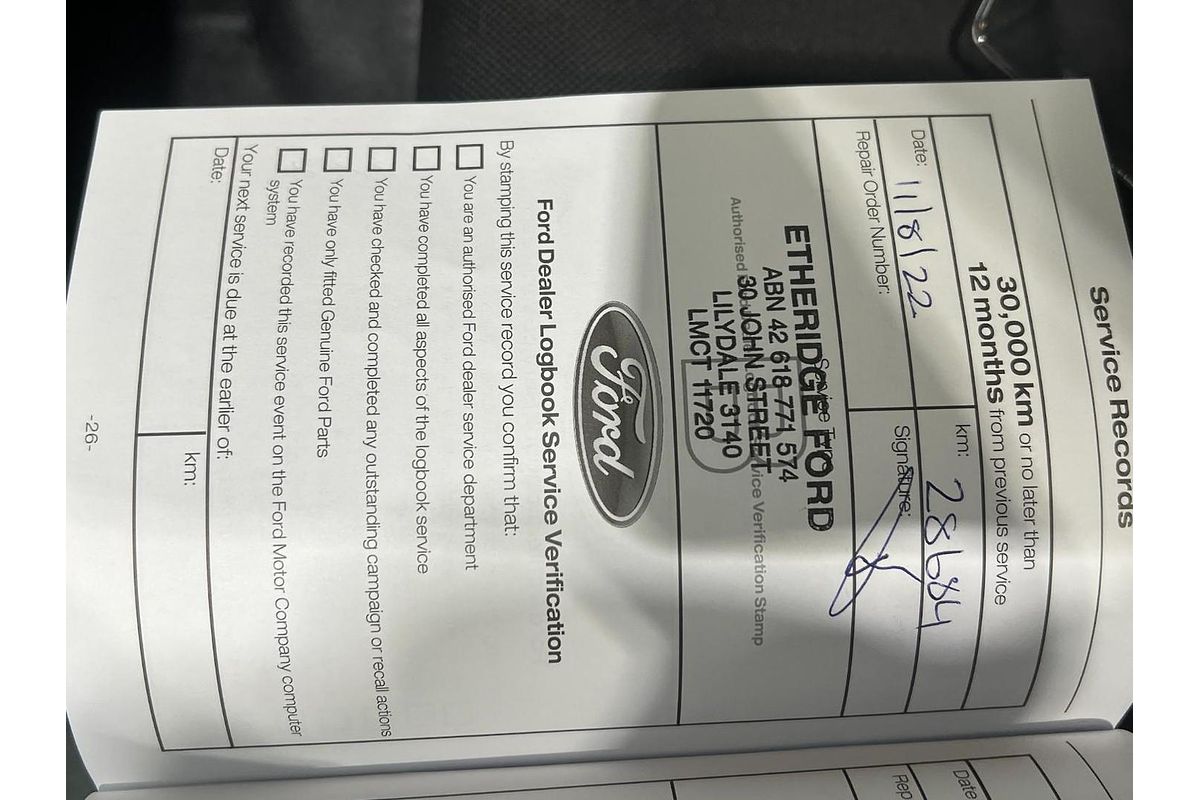 Service Records
30,000 km or no later than
12 months from previous service
Date: 11/8/22 km: 28684
Repair Order Number: Signature:
Service Type
ETHERIDGE FORD
ABN 42 618 771 574
30 JOHN STREET
LILYDALE 3140
LMCT 11720
Authorised Service Verification Stamp
B
Ford
Ford Dealer Logbook Service Verification
By stamping this service record you confirm that:
You are an authorised Ford dealer service department
You have completed all aspects of the logbook service
You have checked and completed any outstanding campaign or recall actions
You have only fitted Genuine Ford Parts
You have recorded this service event on the Ford Motor Company computer
system
Your next service is due at the earlier of:
Date: km:
-26-
Date
Rep